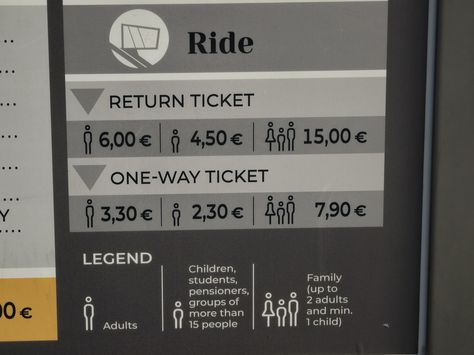 Ride
RETURN TICKET
6,00 € 4,50 € 15,00 €
ONE-WAY TICKET
3,30 € 2,30 € 7,90 €
LEGEND
Adults
Children,
students,
pensioners,
groups of
more than
15 people
Family
(up to
2 adults
and min.
1 child)
Y
00 €